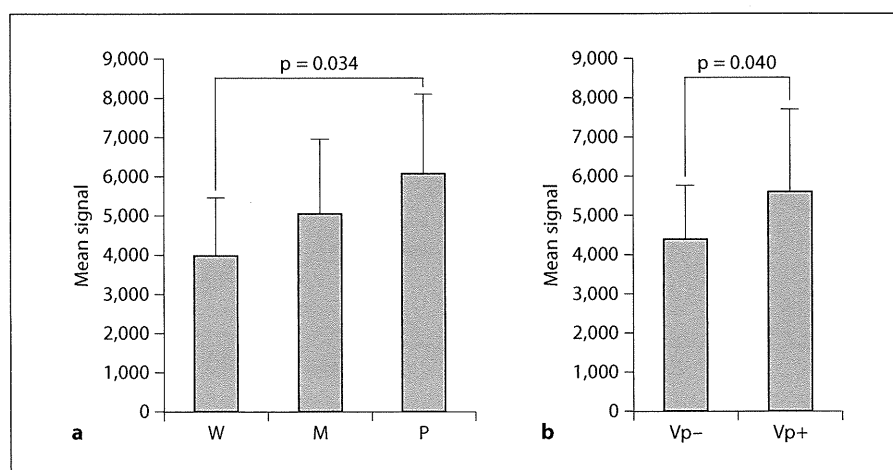 9,000
8,000
7,000
6,000
5,000
4,000
3,000
2,000
1,000
0
Mean signal
p = 0.034
W M P
a
9,000
8,000
7,000
6,000
5,000
4,000
3,000
2,000
1,000
0
Mean signal
p = 0.040
Vp− Vp+
b